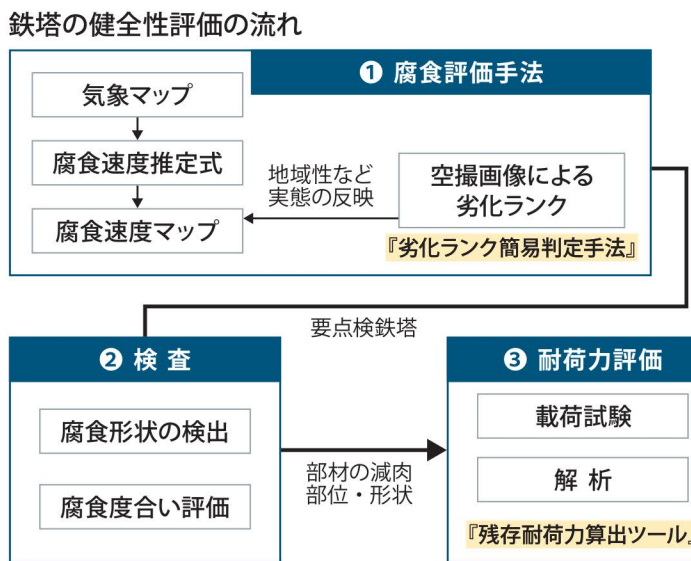 鉄塔の健全性評価の流れ
❶ 腐食評価手法
気象マップ
腐食速度推定式
腐食速度マップ
地域性など
実態の反映
空撮画像による
劣化ランク
『劣化ランク簡易判定手法』
要点検鉄塔
❷ 検 査
腐食形状の検出
腐食度合い評価
部材の減肉
部位・形状
❸ 耐荷力評価
載荷試験
解 析
『残存耐荷力算出ツール』